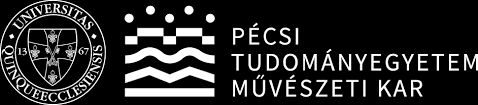 UNIVERSITAS
QUINQUEECCLESIENSIS
13 67
PÉCSI
TUDOMÁNYEGYETEM
MŰVÉSZETI KAR